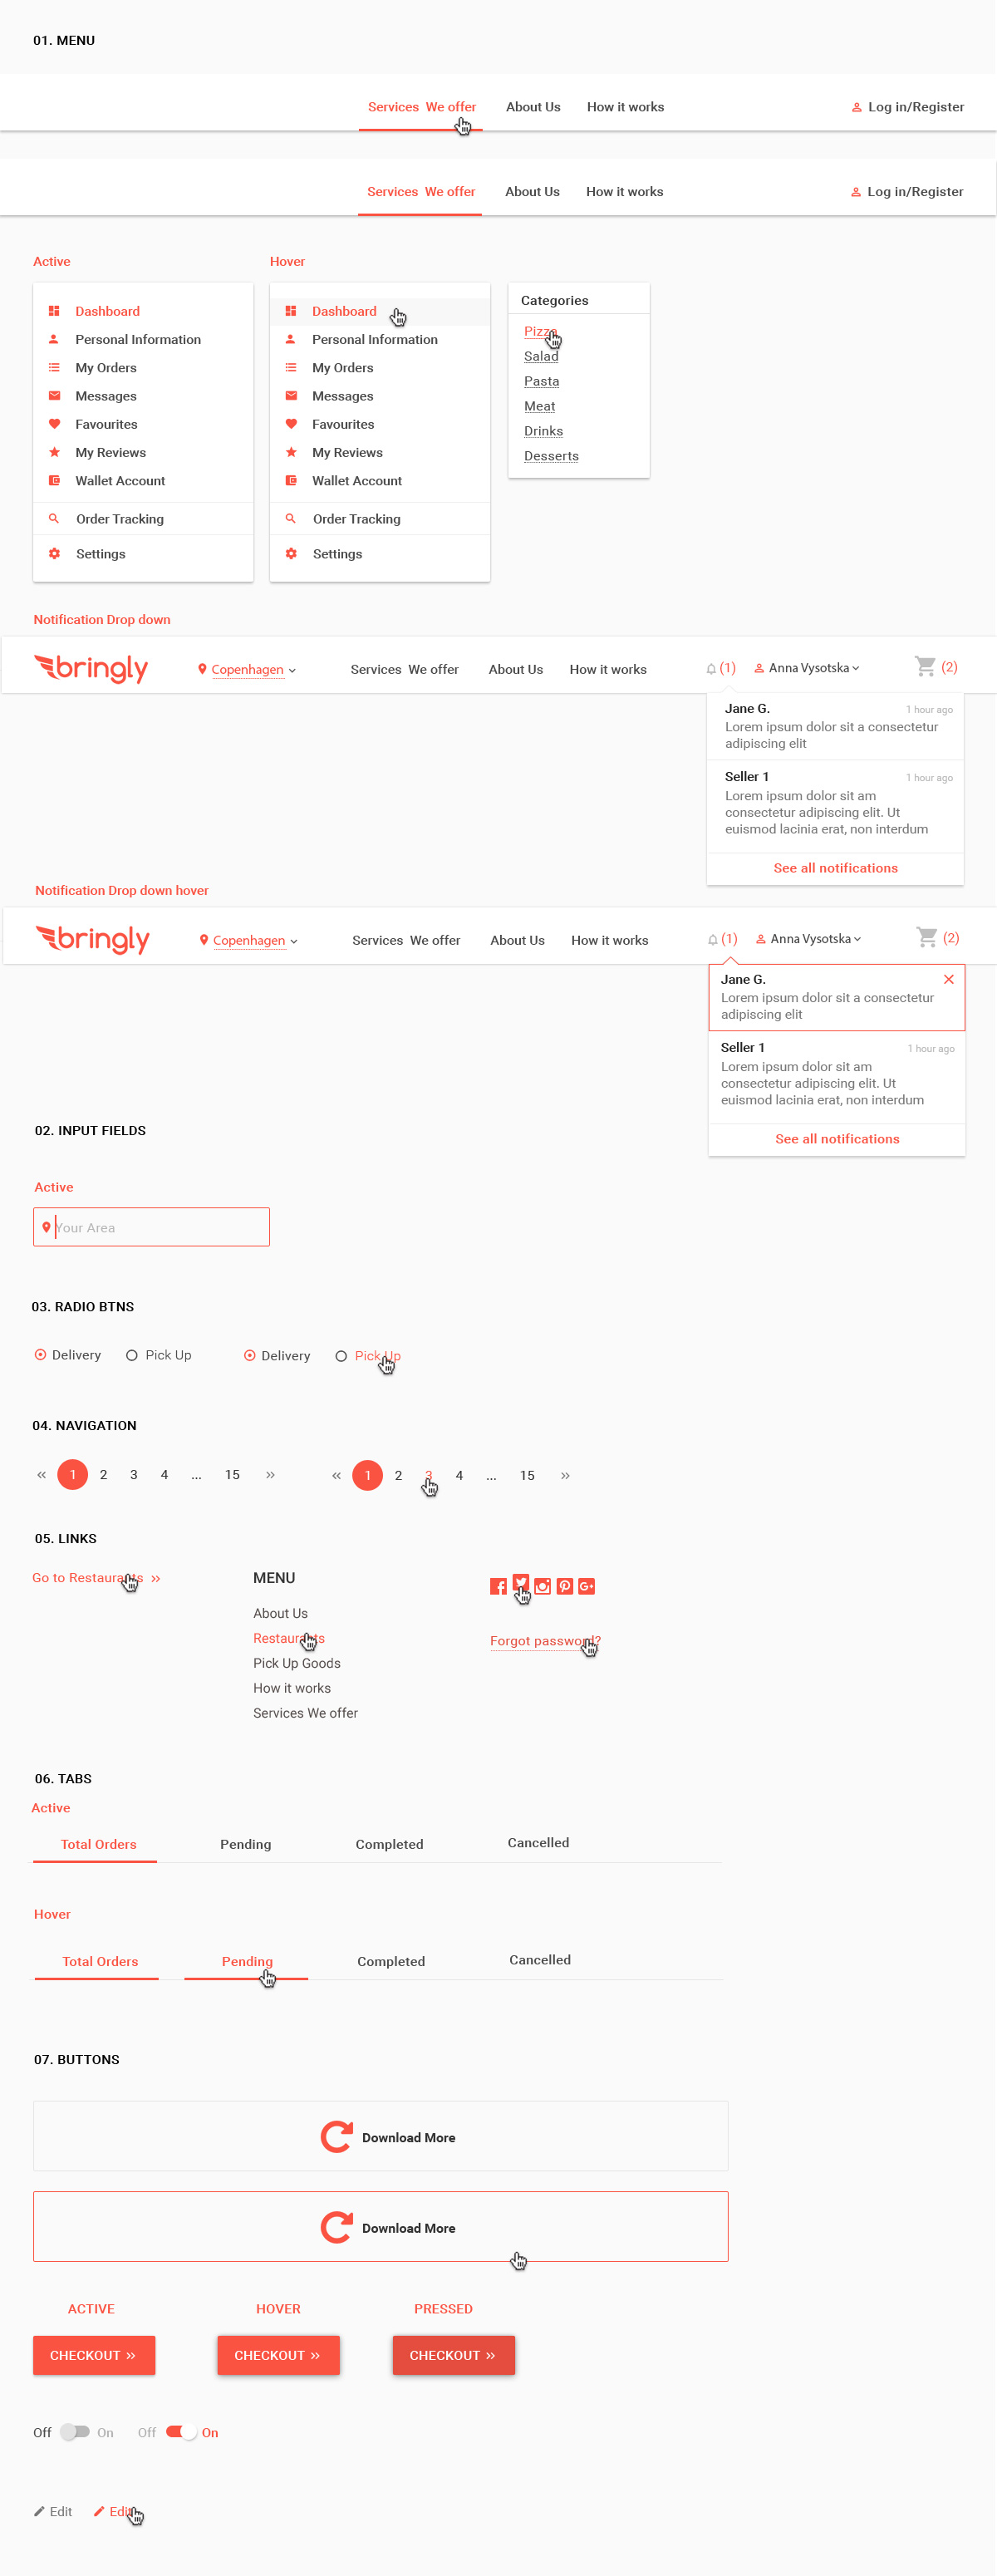 01. MENU
Services We offer About Us How it works Log in/Register
Services We offer About Us How it works Log in/Register
Active
Dashboard
Personal Information
My Orders
Messages
Favourites
My Reviews
Wallet Account
Order Tracking
Settings
Hover
Dashboard
Personal Information
My Orders
Messages
Favourites
My Reviews
Wallet Account
Order Tracking
Settings
Categories
Pizza
Salad
Pasta
Meat
Drinks
Desserts
Notification Drop down
bringly Copenhagen Services We offer About Us How it works (1) Anna Vysotska (2)
Jane G. 1 hour ago
Lorem ipsum dolor sit a consectetur
adipiscing elit
Seller 1 1 hour ago
Lorem ipsum dolor sit am
consectetur adipiscing elit. Ut
euismod lacinia erat, non interdum
See all notifications
Notification Drop down hover
bringly Copenhagen Services We offer About Us How it works (1) Anna Vysotska (2)
Jane G.
Lorem ipsum dolor sit a consectetur
adipiscing elit
Seller 1 1 hour ago
Lorem ipsum dolor sit am
consectetur adipiscing elit. Ut
euismod lacinia erat, non interdum
See all notifications
02. INPUT FIELDS
Active
Your Area
03. RADIO BTNS
Delivery Pick Up Delivery Pick Up
04. NAVIGATION
« 1 2 3 4 ... 15 » « 1 2 3 4 ... 15 »
05. LINKS
Go to Restaurants »
MENU
About Us
Restaurants
Pick Up Goods
How it works
Services We offer
Forgot password?
06. TABS
Active
Total Orders Pending Completed Cancelled
Hover
Total Orders Pending Completed Cancelled
07. BUTTONS
Download More
Download More
ACTIVE HOVER PRESSED
CHECKOUT » CHECKOUT » CHECKOUT »
Off On Off On
Edit Edit